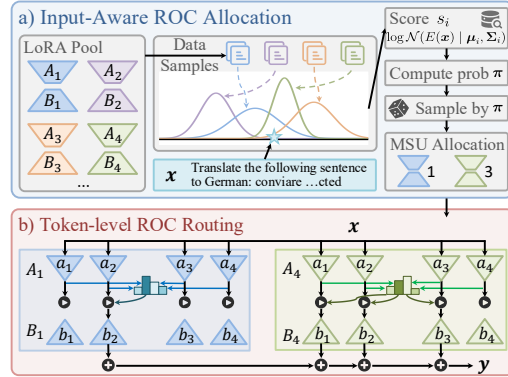 a) Input-Aware ROC Allocation
LoRA Pool
A₁ A₂
B₁ B₂
A₃ A₄
B₃ B₄
...
Data
Samples
x Translate the following sentence
to German: conviare ...cted
Score sᵢ
log N(E(x) | μᵢ, Σᵢ)
Compute prob π
Sample by π
MSU Allocation
1 3
b) Token-level ROC Routing
x
A₁ a₁ a₂ a₃ a₄
B₁ b₁ b₂ b₃ b₄
A₄ a₁ a₂ a₃ a₄
B₄ b₁ b₂ b₃ b₄
y